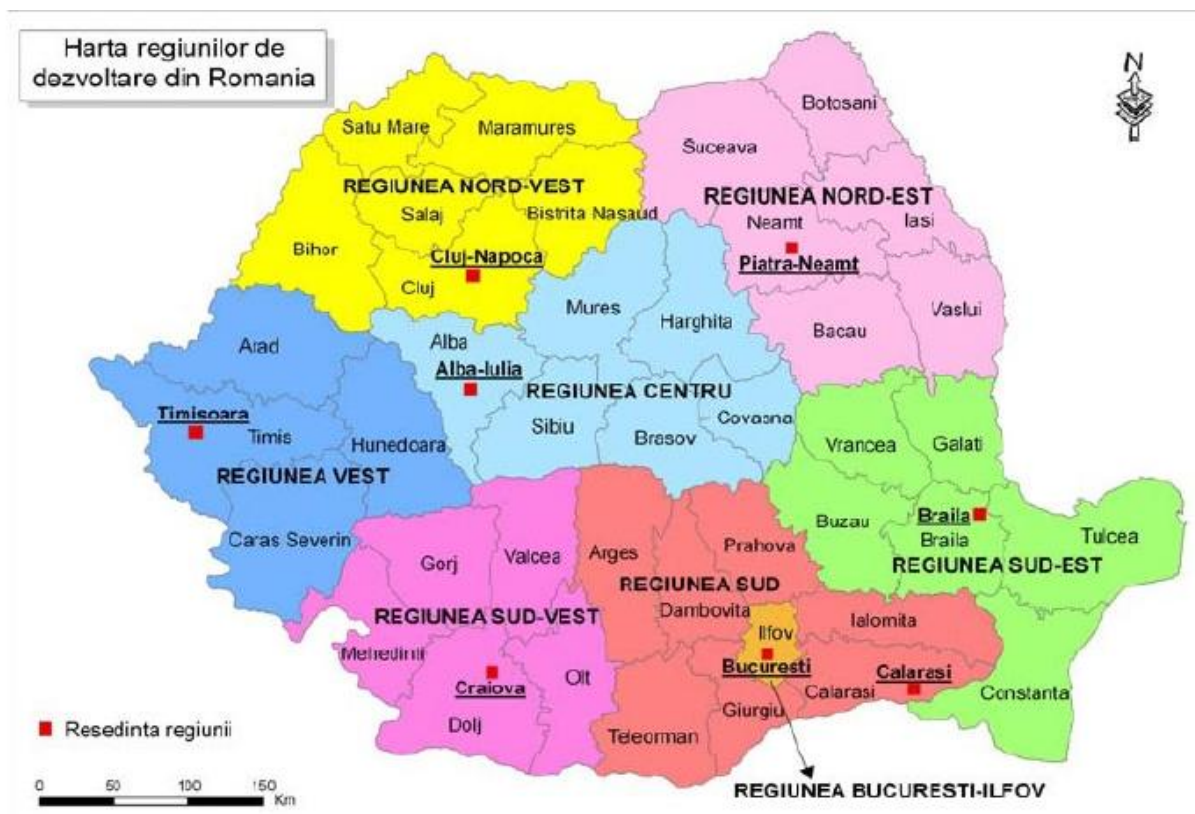 Harta regiunilor de
dezvoltare din Romania
N
Botosani
Satu Mare
Maramures
Suceava
REGIUNEA NORD-VEST
REGIUNEA NORD-EST
Salaj
Bistrita Nasaud
Neamt
Iasi
Bihor
Cluj-Napoca
Piatra-Neamt
Cluj
Mures
Harghita
Bacau
Vaslui
Arad
Alba
Alba-Iulia
REGIUNEA CENTRU
Timisoara
Timis
Hunedoara
Sibiu
Brasov
Covasna
Vrancea
Galati
REGIUNEA VEST
Buzau
Braila
Braila
Tulcea
Caras Severin
Gorj
Valcea
Arges
Prahova
REGIUNEA SUD-EST
REGIUNEA SUD
REGIUNEA SUD-VEST
Dambovita
Ilfov
Ialomita
Mehedinti
Craiova
Olt
Bucuresti
Calarasi
Calarasi
Constanta
Resedinta regiunii
Dolj
Teleorman
Giurgiu
0 50 100 150
Km
REGIUNEA BUCURESTI-ILFOV